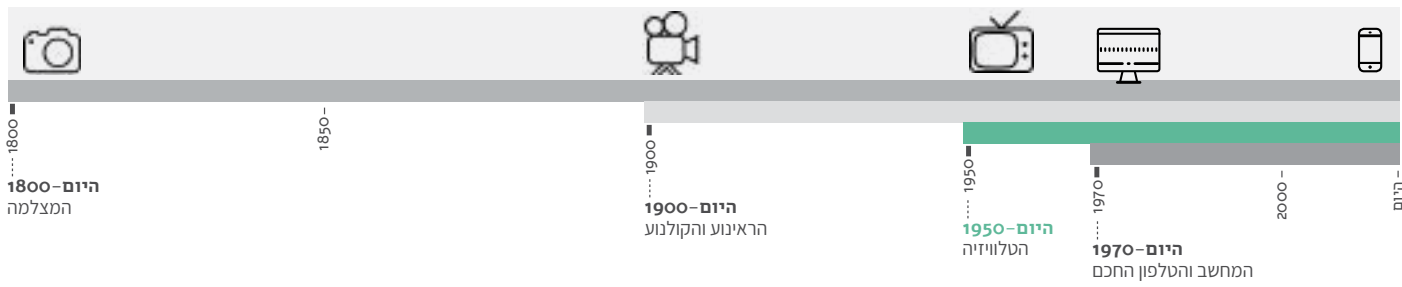 1800
1850
1900
1950
1970
2000
היום
1800–היום
המצלמה
1900–היום
הראינוע והקולנוע
1950–היום
הטלוויזיה
1970–היום
המחשב והטלפון החכם